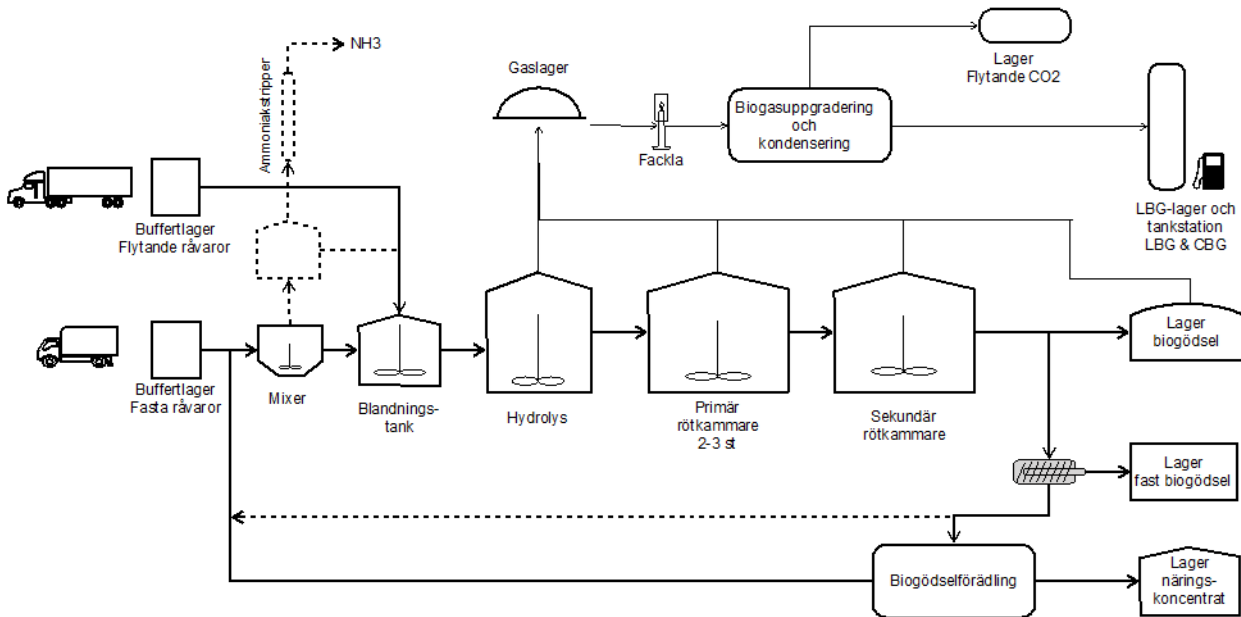 NH3
Ammoniakstripper
Gaslager
Lager
Flytande CO2
Biogasuppgradering
och
kondensering
Fackla
LBG-lager och
tankstation
LBG & CBG
Buffertlager
Flytande råvaror
Buffertlager
Fasta råvaror
Mixer
Blandnings-
tank
Hydrolys
Primär
rötkammare
2-3 st
Sekundär
rötkammare
Lager
biogödsel
Lager
fast biogödsel
Biogödselförädling
Lager
närings-
koncentrat